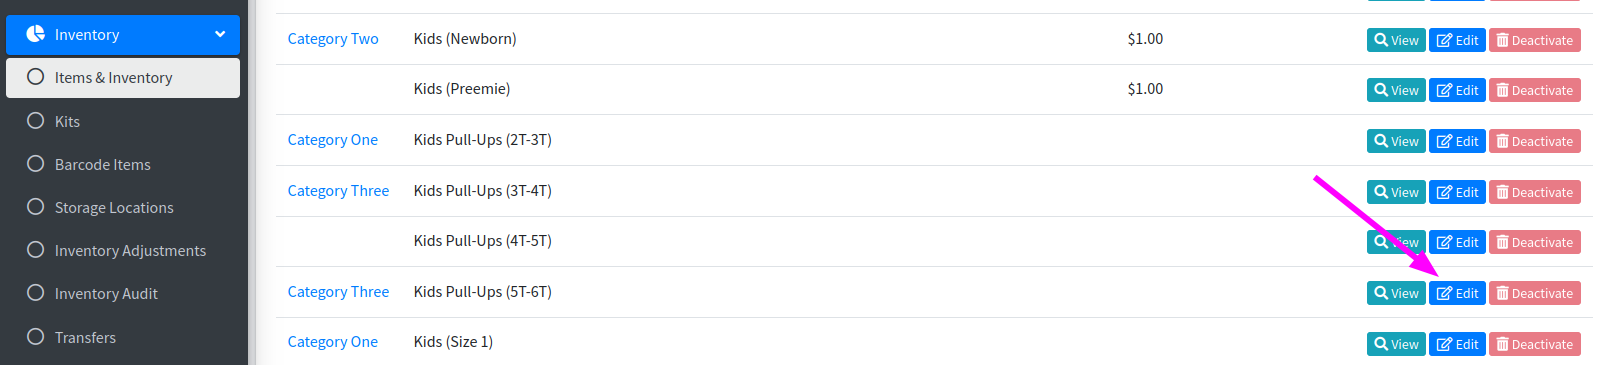 Inventory
Items & Inventory
Kits
Barcode Items
Storage Locations
Inventory Adjustments
Inventory Audit
Transfers
Category Two Kids (Newborn) $1.00 View Edit Deactivate
Kids (Preemie) $1.00 View Edit Deactivate
Category One Kids Pull-Ups (2T-3T) View Edit Deactivate
Category Three Kids Pull-Ups (3T-4T) View Edit Deactivate
Kids Pull-Ups (4T-5T) View Edit Deactivate
Category Three Kids Pull-Ups (5T-6T) View Edit Deactivate
Category One Kids (Size 1) View Edit Deactivate